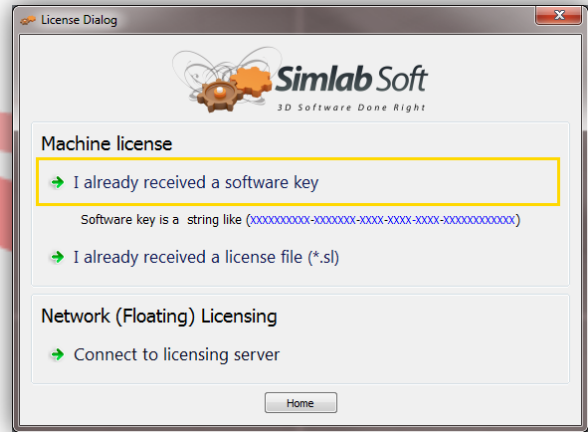 License Dialog
Simlab Soft
3D Software Done Right
Machine license
I already received a software key
Software key is a string like (xxxxxxxxxx-xxxxxxx-xxxx-xxxx-xxxx-xxxxxxxxxxxx)
I already received a license file (*.sl)
Network (Floating) Licensing
Connect to licensing server
Home